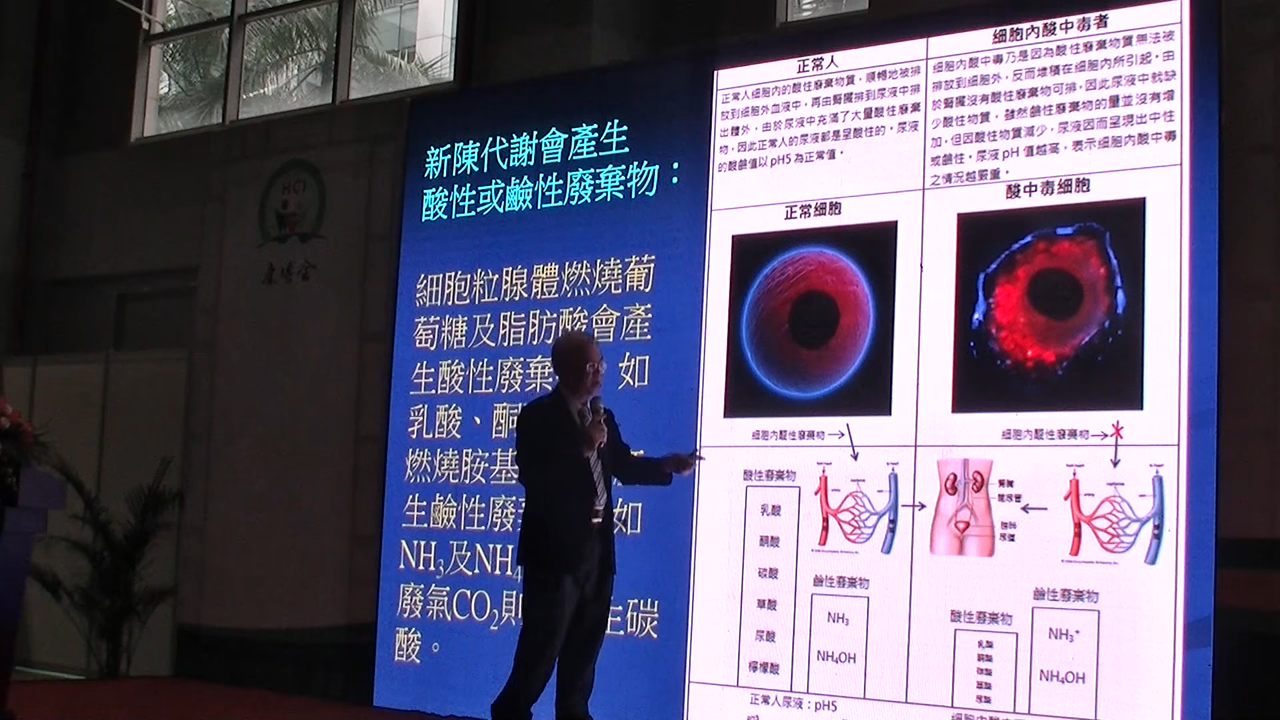 新陳代謝會產生
酸性或鹼性廢棄物：
細胞粒腺體燃燒葡
萄糖及脂肪酸會產
生酸性廢棄 如
乳酸、酮
燃燒胺基
生鹼性廢 如
NH₃及NH₄
廢氣CO₂則 生碳
酸。
正常人
正常人細胞內的酸性廢棄物質，順暢地被排
放到細胞外血液中，再由腎臟排到尿液中排
出體外，由於尿液中充滿了大量酸性廢棄
物，因此正常人的尿液都是呈酸性的。尿液
的酸鹼值以 pH5 為正常值。
細胞內酸中毒者
細胞內酸中毒乃是因為酸性廢棄物質無法被
排放到細胞外，反而堆積在細胞內所引起。由
於腎臟沒有酸性廢棄物可排，因此尿液中就缺
少酸性物質，雖然鹼性廢棄物的量並沒有增
加，但因酸性物質減少，尿液因而呈現出中性
或鹼性。尿液 pH 值越高，表示細胞內酸中毒
之情況越嚴重。
正常細胞
酸中毒細胞
細胞內酸性廢棄物
細胞內酸性廢棄物
酸性廢棄物
乳酸
酮酸
碳酸
草酸
尿酸
檸檬酸
鹼性廢棄物
NH₃
NH₄OH
腎臟
輸尿管
膀胱
尿道
酸性廢棄物
乳酸
酮酸
碳酸
草酸
尿酸
鹼性廢棄物
NH₃⁺
NH₄OH
正常人尿液：pH5
HCI
康博會